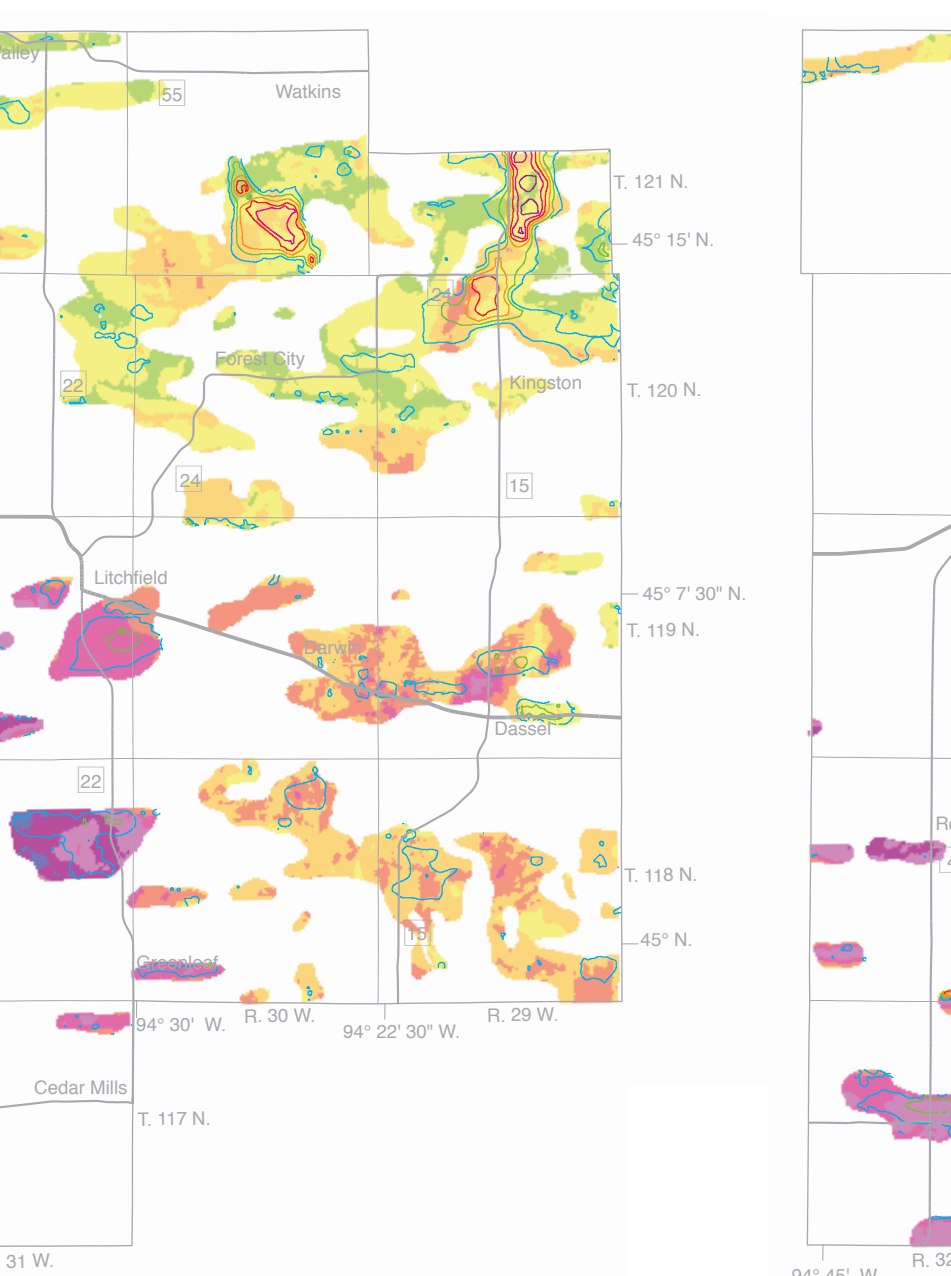 alley
55
Watkins
T. 121 N.
45° 15' N.
24
Forest City
22
Kingston
T. 120 N.
24
15
Litchfield
45° 7' 30" N.
T. 119 N.
Darwin
Dassel
22
T. 118 N.
15
45° N.
Greenleaf
94° 30' W.
R. 30 W.
R. 29 W.
94° 22' 30" W.
Cedar Mills
T. 117 N.
31 W.
R. 32
94° 45' W